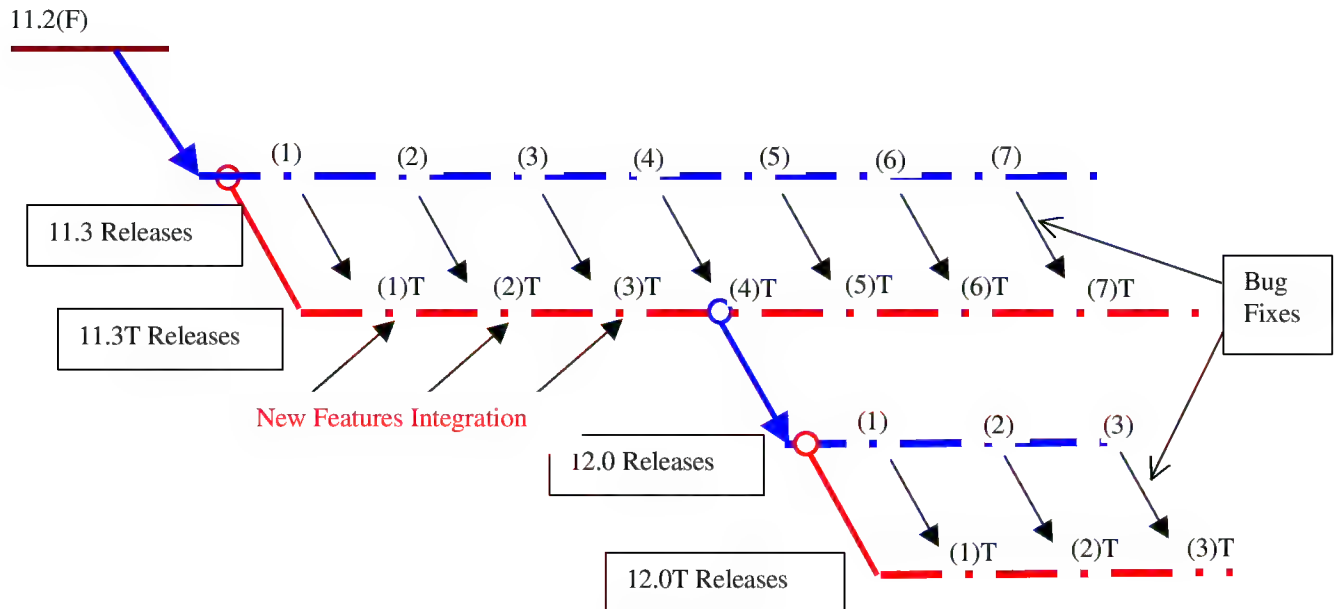 11.2(F)
(1) (2) (3) (4) (5) (6) (7)
11.3 Releases
(1)T (2)T (3)T (4)T (5)T (6)T (7)T
Bug
Fixes
11.3T Releases
New Features Integration
(1) (2) (3)
12.0 Releases
(1)T (2)T (3)T
12.0T Releases